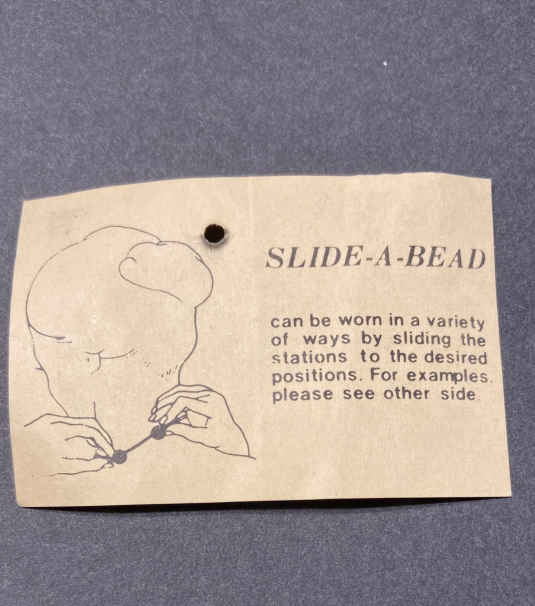 SLIDE-A-BEAD
can be worn in a variety
of ways by sliding the
stations to the desired
positions. For examples.
please see other side